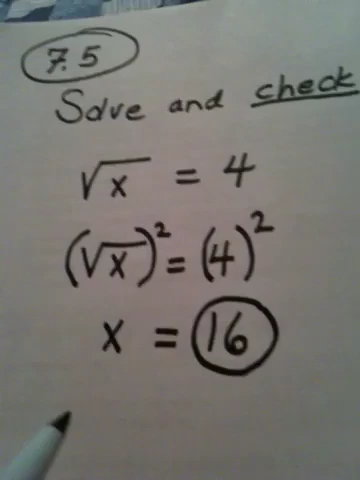 7.5
Solve and check
√x = 4
(√x)² = (4)²
x = 16